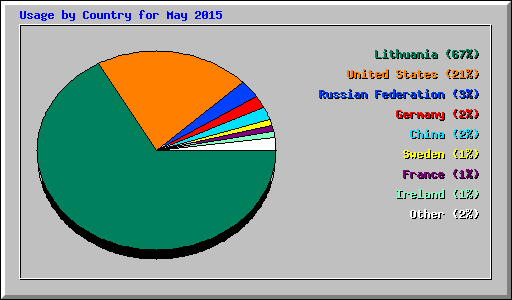 Usage by Country for May 2015
Lithuania (67%)
United States (21%)
Russian Federation (3%)
Germany (2%)
China (2%)
Sweden (1%)
France (1%)
Ireland (1%)
Other (2%)